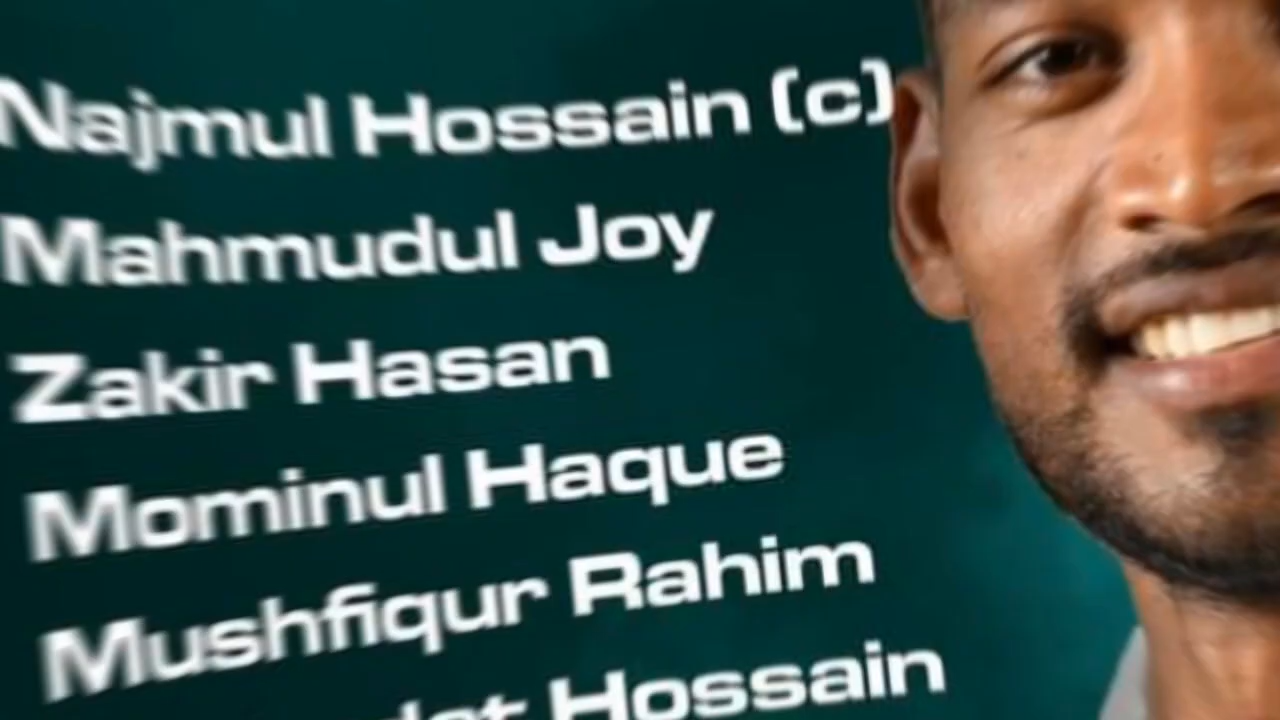 Najmul Hossain (c)
Mahmudul Joy
Zakir Hasan
Mominul Haque
Mushfiqur Rahim
Hossain